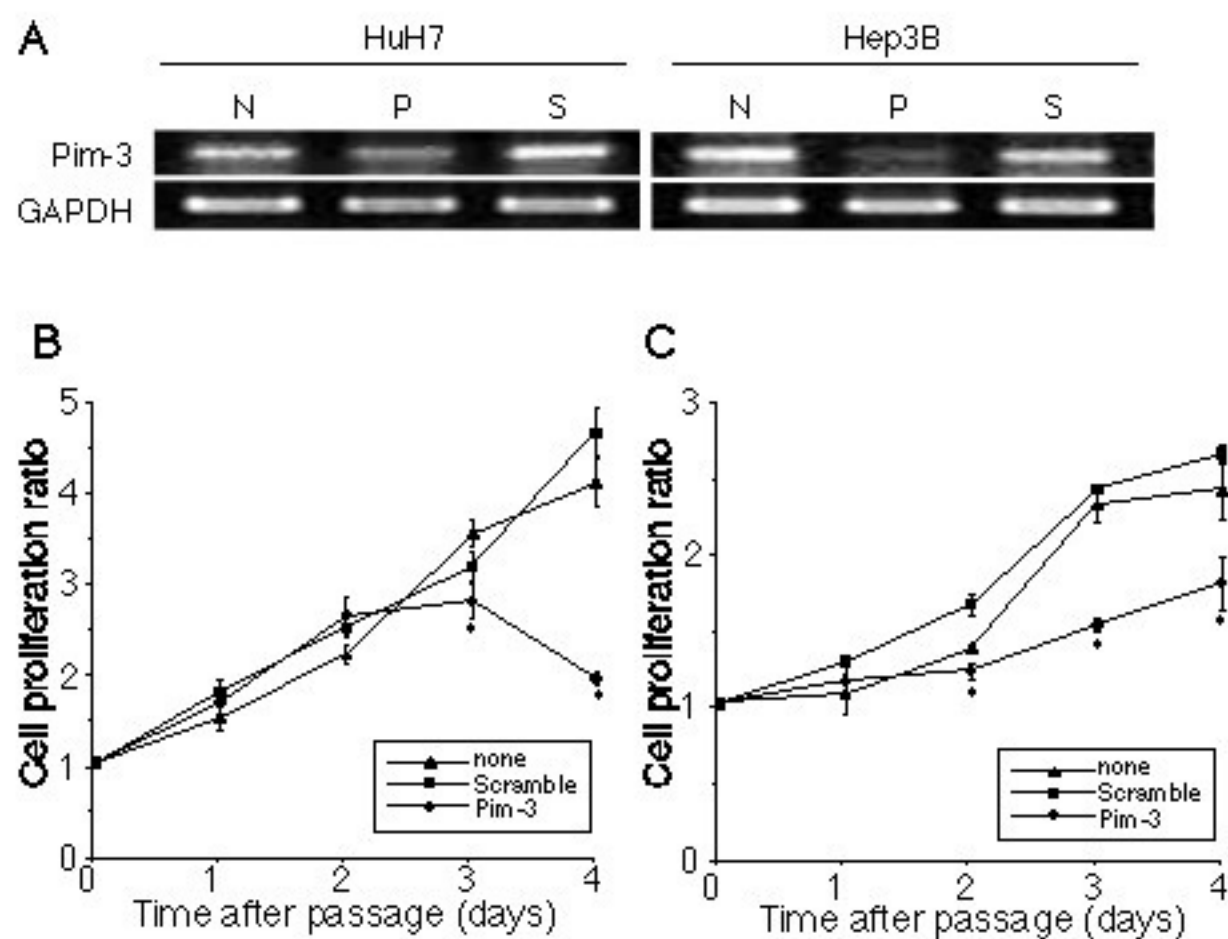 A
HuH7 Hep3B
N P S N P S
Pim-3
GAPDH
B
Cell proliferation ratio
5
4
3
2
1
0
0 1 2 3 4
Time after passage (days)
none
Scramble
Pim-3
C
Cell proliferation ratio
3
2
1
0
0 1 2 3 4
Time after passage (days)
none
Scramble
Pim-3